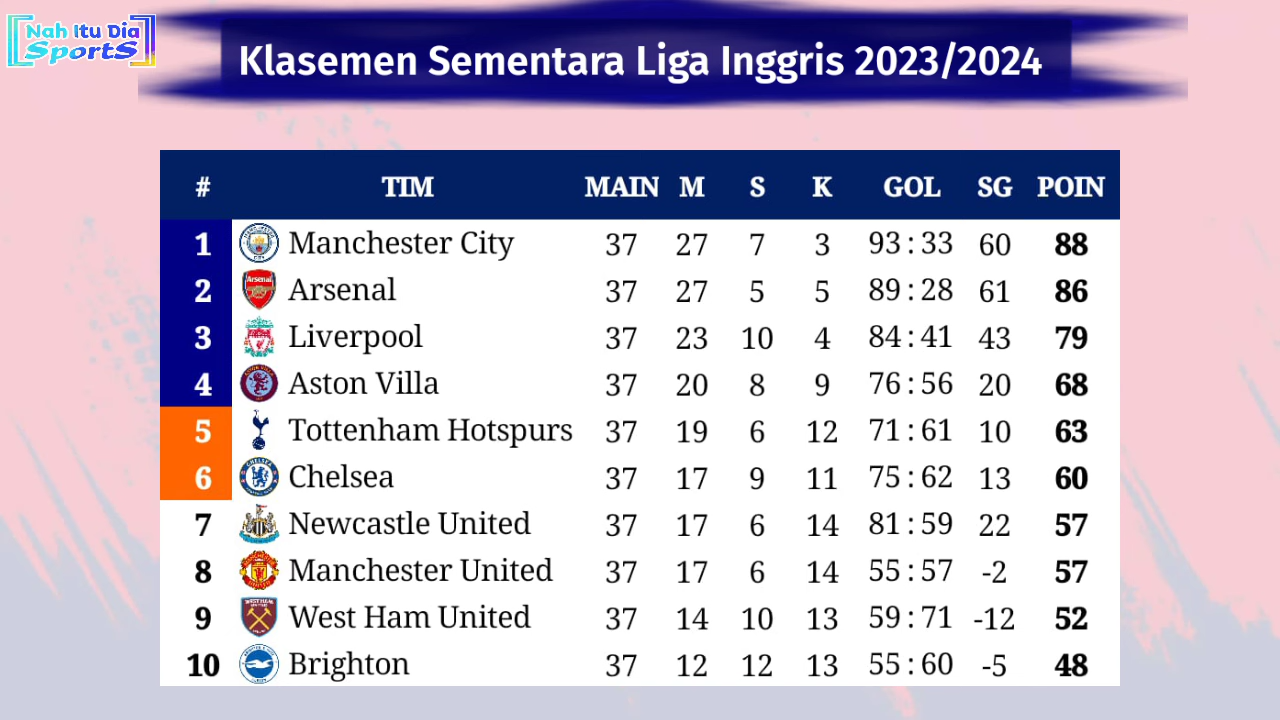 Nah Itu Dia
Sports
Klasemen Sementara Liga Inggris 2023/2024
# TIM MAIN M S K GOL SG POIN
1 Manchester City 37 27 7 3 93:33 60 88
2 Arsenal 37 27 5 5 89:28 61 86
3 Liverpool 37 23 10 4 84:41 43 79
4 Aston Villa 37 20 8 9 76:56 20 68
5 Tottenham Hotspurs 37 19 6 12 71:61 10 63
6 Chelsea 37 17 9 11 75:62 13 60
7 Newcastle United 37 17 6 14 81:59 22 57
8 Manchester United 37 17 6 14 55:57 -2 57
9 West Ham United 37 14 10 13 59:71 -12 52
10 Brighton 37 12 12 13 55:60 -5 48